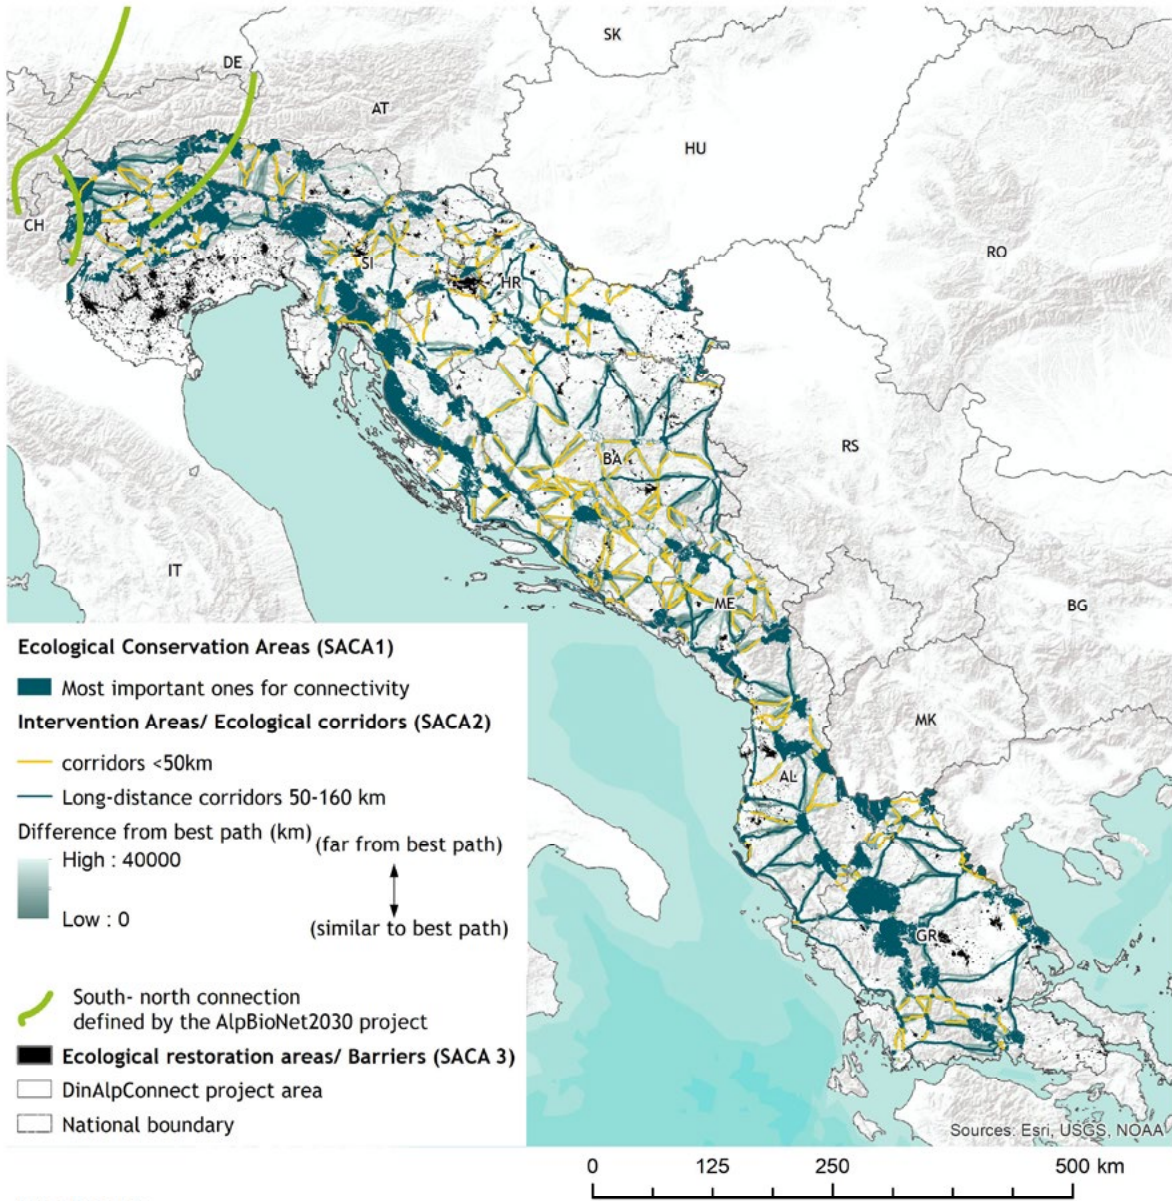 SK
DE
AT
HU
CH
RO
SI
HR
BA
RS
IT
ME
BG
MK
AL
GR
Ecological Conservation Areas (SACA1)
Most important ones for connectivity
Intervention Areas/ Ecological corridors (SACA2)
corridors <50km
Long-distance corridors 50-160 km
Difference from best path (km)
(far from best path)
High : 40000
Low : 0
(similar to best path)
South- north connection
defined by the AlpBioNet2030 project
Ecological restoration areas/ Barriers (SACA 3)
DinAlpConnect project area
National boundary
Sources: Esri, USGS, NOAA
0 125 250 500 km